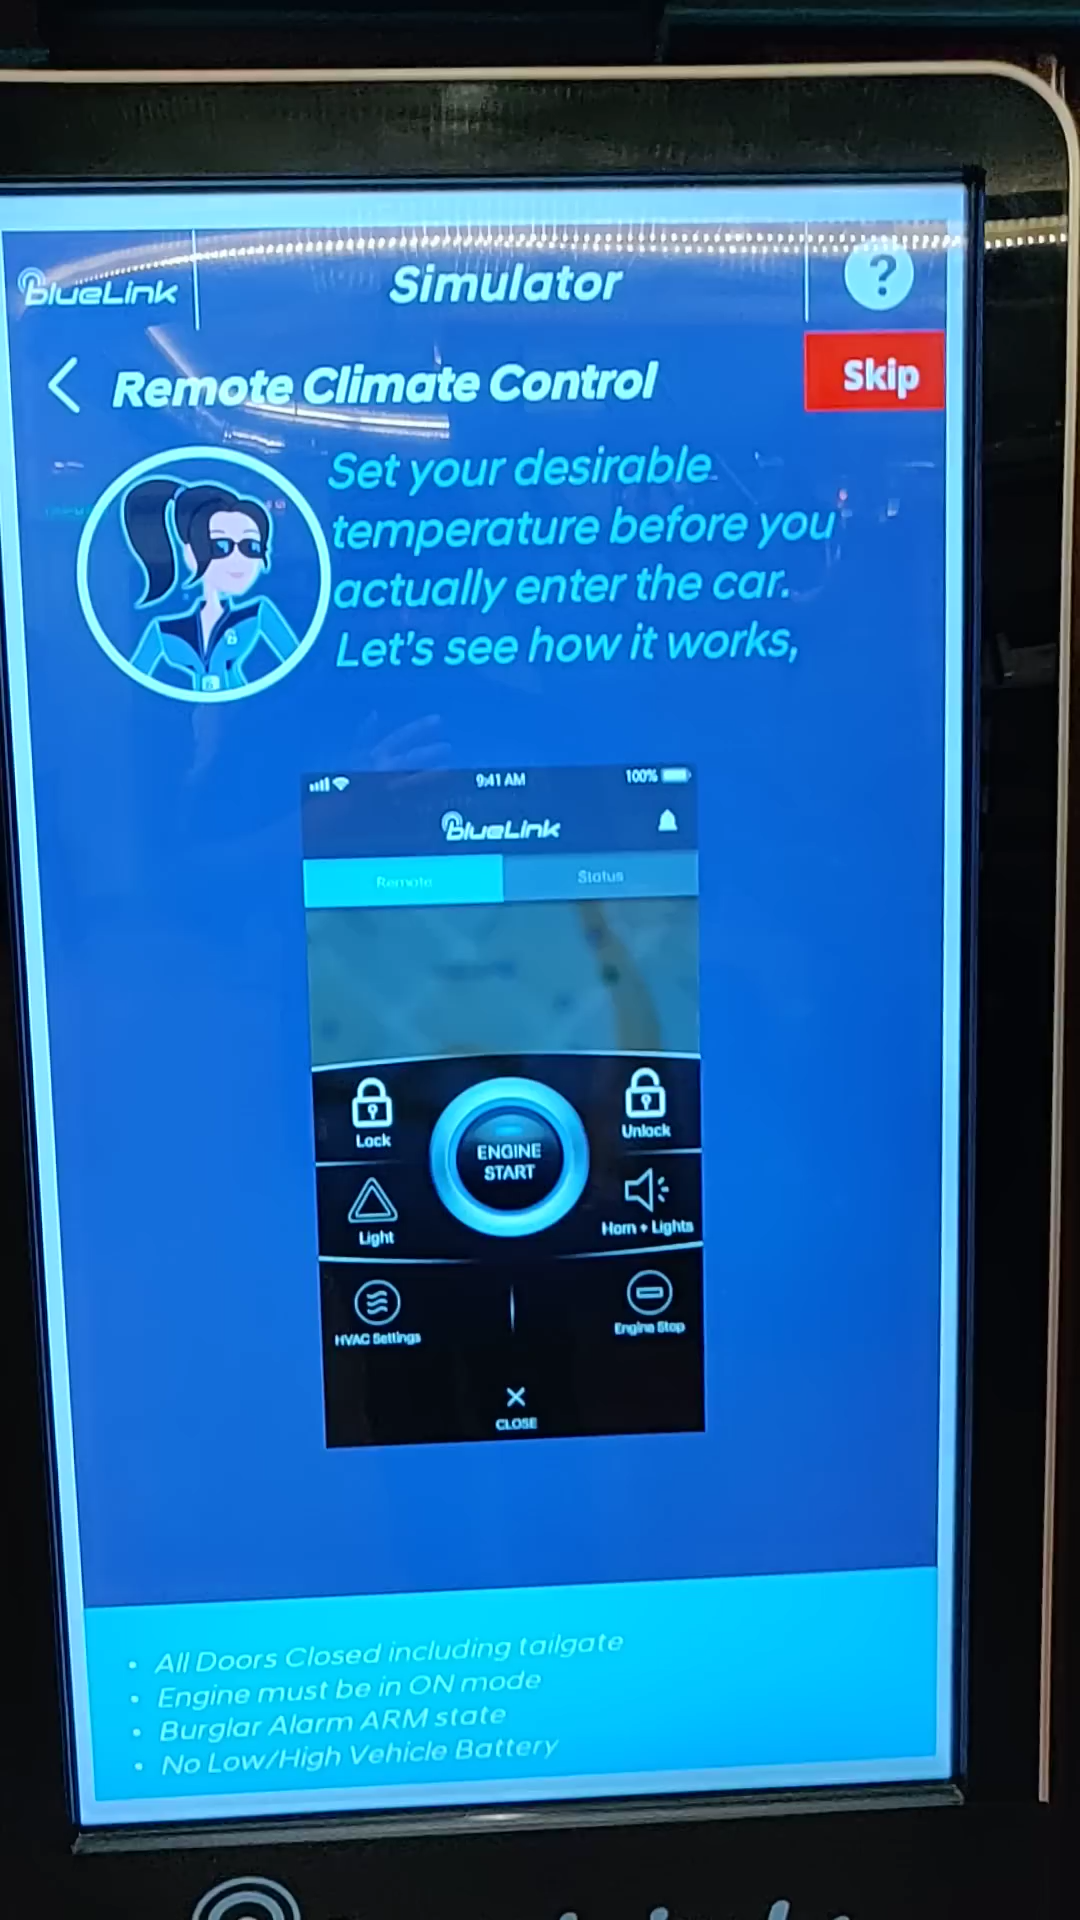 blueLink
Simulator
?
Remote Climate Control
Skip
Set your desirable
temperature before you
actually enter the car.
Let's see how it works,
9:41 AM
100%
blueLink
Remote
Status
Lock
Unlock
ENGINE
START
Light
Horn + Lights
HVAC Settings
Engine Stop
CLOSE
• All Doors Closed including tailgate
• Engine must be in ON mode
• Burglar Alarm ARM state
• No Low/High Vehicle Battery